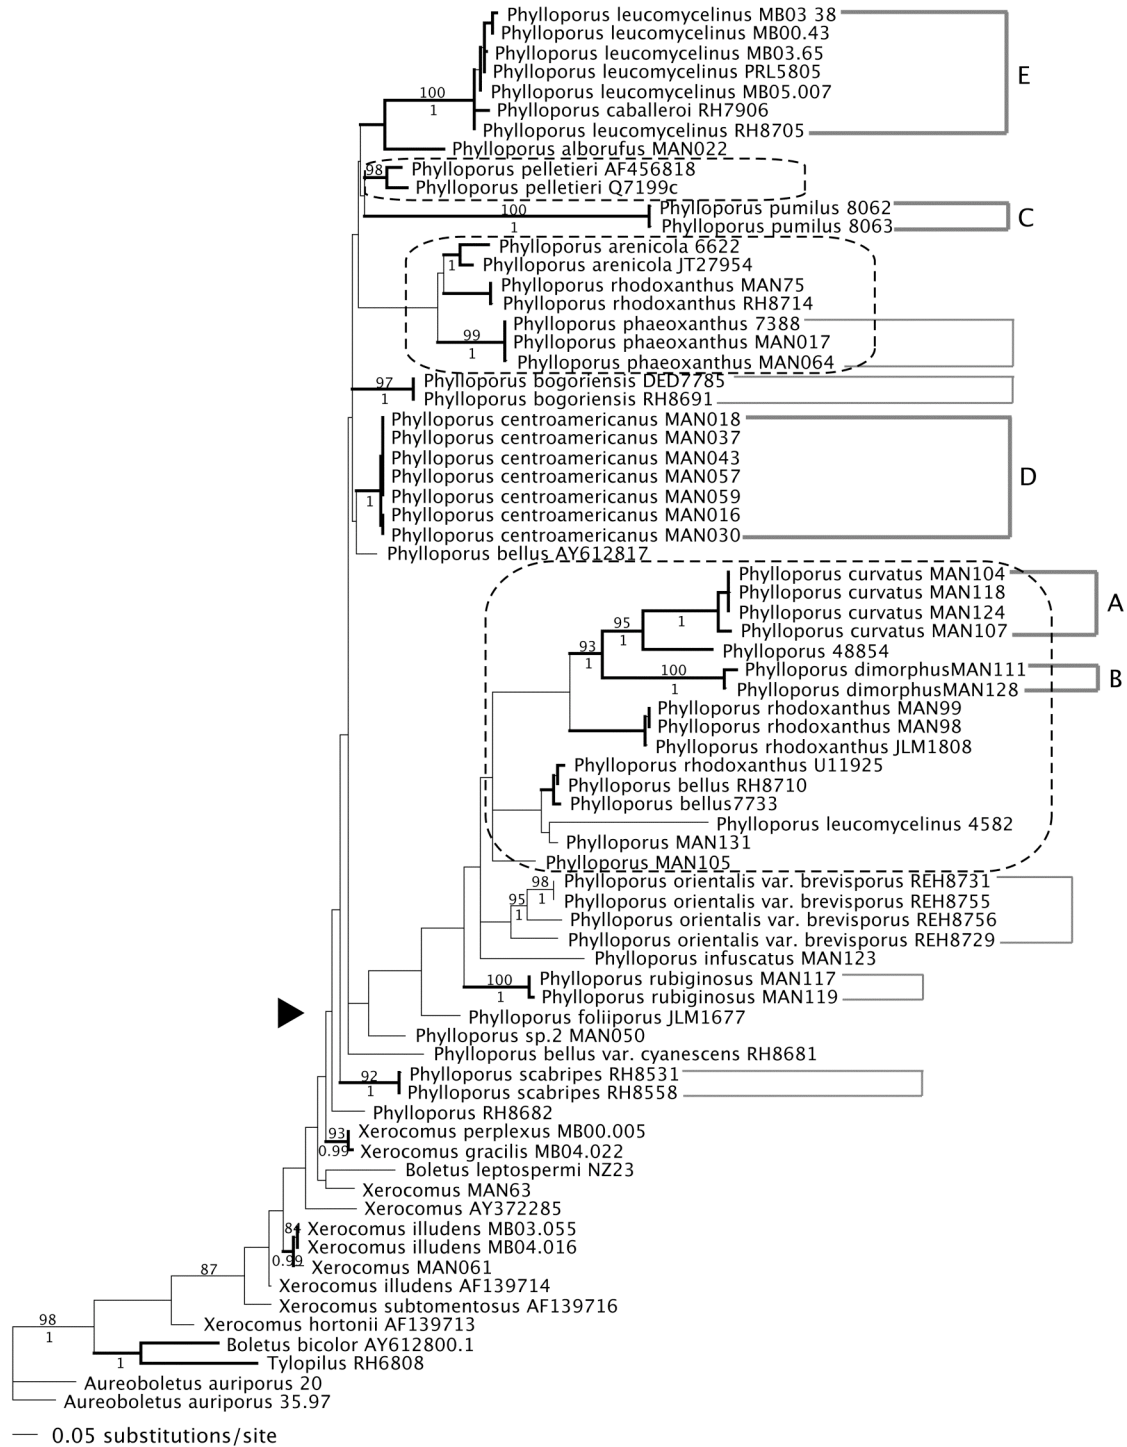 Phylloporus leucomycelinus MB03 38
Phylloporus leucomycelinus MB00.43
Phylloporus leucomycelinus MB03.65
Phylloporus leucomycelinus PRL5805
E
Phylloporus leucomycelinus MB05.007
100
1
Phylloporus caballeroi RH7906
Phylloporus leucomycelinus RH8705
Phylloporus alborufus MAN022
98
Phylloporus pelletieri AF456818
Phylloporus pelletieri Q7199c
100
1
Phylloporus pumilus 8062
C
Phylloporus pumilus 8063
Phylloporus arenicola 6622
1
Phylloporus arenicola JT27954
Phylloporus rhodoxanthus MAN75
Phylloporus rhodoxanthus RH8714
Phylloporus phaeoxanthus 7388
99
1
Phylloporus phaeoxanthus MAN017
Phylloporus phaeoxanthus MAN064
97
1
Phylloporus bogoriensis DED7785
Phylloporus bogoriensis RH8691
Phylloporus centroamericanus MAN018
Phylloporus centroamericanus MAN037
Phylloporus centroamericanus MAN043
Phylloporus centroamericanus MAN057
D
1
Phylloporus centroamericanus MAN059
Phylloporus centroamericanus MAN016
Phylloporus centroamericanus MAN030
Phylloporus bellus AY612817
Phylloporus curvatus MAN104
Phylloporus curvatus MAN118
A
Phylloporus curvatus MAN124
95
1
1
Phylloporus curvatus MAN107
93
1
Phylloporus 48854
100
1
Phylloporus dimorphusMAN111
B
Phylloporus dimorphusMAN128
Phylloporus rhodoxanthus MAN99
Phylloporus rhodoxanthus MAN98
Phylloporus rhodoxanthus JLM1808
Phylloporus rhodoxanthus U11925
Phylloporus bellus RH8710
Phylloporus bellus7733
Phylloporus leucomycelinus 4582
Phylloporus MAN131
Phylloporus MAN105
98
1
Phylloporus orientalis var. brevisporus REH8731
95
1
Phylloporus orientalis var. brevisporus REH8755
Phylloporus orientalis var. brevisporus REH8756
Phylloporus orientalis var. brevisporus REH8729
Phylloporus infuscatus MAN123
100
1
Phylloporus rubiginosus MAN117
Phylloporus rubiginosus MAN119
Phylloporus foliiporus JLM1677
Phylloporus sp.2 MAN050
Phylloporus bellus var. cyanescens RH8681
92
1
Phylloporus scabripes RH8531
Phylloporus scabripes RH8558
Phylloporus RH8682
93
0.99
Xerocomus perplexus MB00.005
Xerocomus gracilis MB04.022
Boletus leptospermi NZ23
Xerocomus MAN63
Xerocomus AY372285
84
0.99
Xerocomus illudens MB03.055
Xerocomus illudens MB04.016
Xerocomus MAN061
87
Xerocomus illudens AF139714
Xerocomus subtomentosus AF139716
98
1
Xerocomus hortonii AF139713
Boletus bicolor AY612800.1
1
Tylopilus RH6808
Aureoboletus auriporus 20
Aureoboletus auriporus 35.97
0.05 substitutions/site